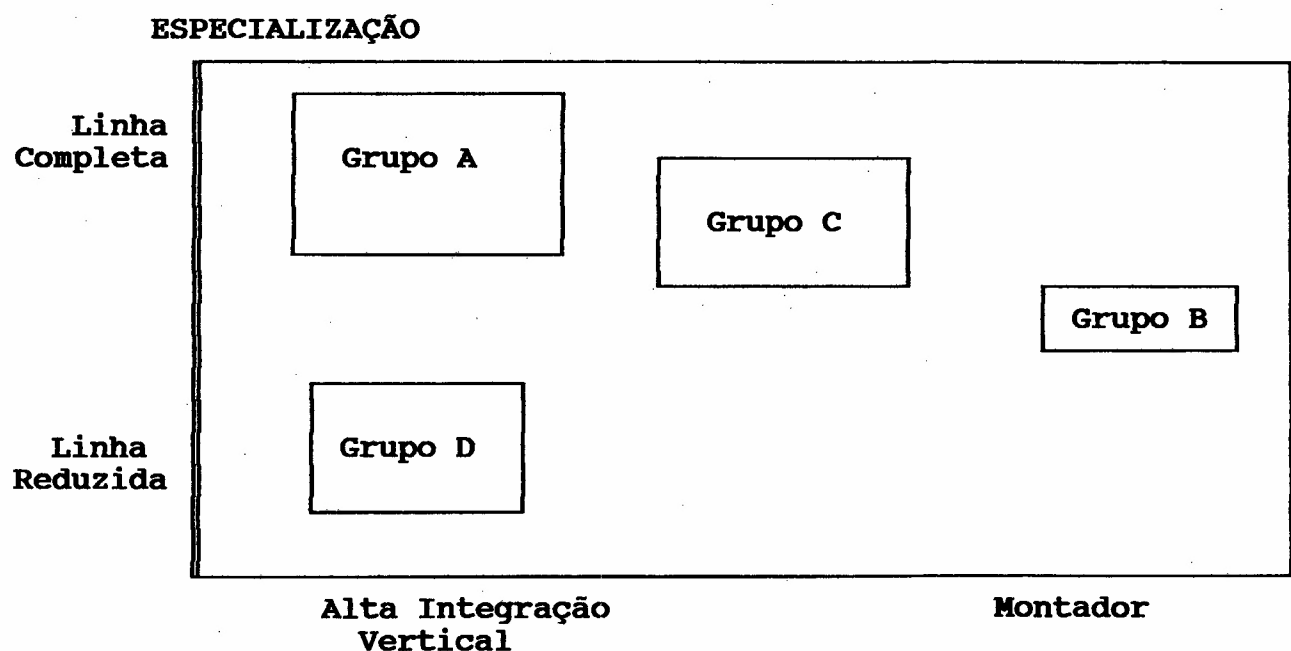 ESPECIALIZAÇÃO
Linha
Completa
Grupo A
Grupo C
Grupo B
Linha
Reduzida
Grupo D
Alta Integração
Vertical
Montador